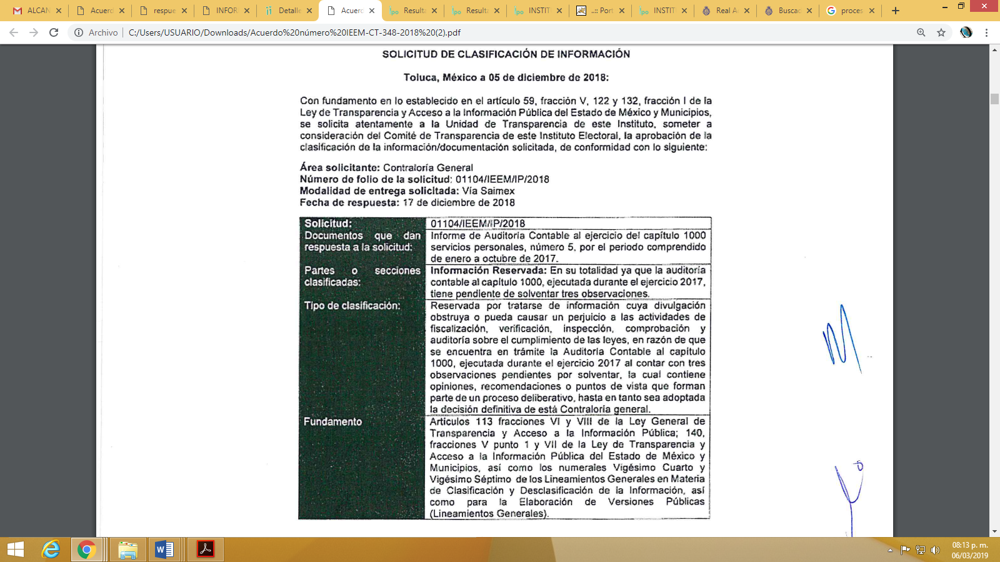 ALCAN
Acuerd
respue
INFORI
Detalle
Acuerd
Resulta
Resulta
INSTIT
..:: Port
INSTIT
Real A
Buscad
proces
Archivo | C:/Users/USUARIO/Downloads/Acuerdo%20número%20IEEM-CT-348-2018%20(2).pdf
SOLICITUD DE CLASIFICACIÓN DE INFORMACIÓN
Toluca, México a 05 de diciembre de 2018:
Con fundamento en lo establecido en el artículo 59, fracción V, 122 y 132, fracción I de la
Ley de Transparencia y Acceso a la Información Pública del Estado de México y Municipios,
se solicita atentamente a la Unidad de Transparencia de este Instituto, someter a
consideración del Comité de Transparencia de este Instituto Electoral, la aprobación de la
clasificación de la información/documentación solicitada, de conformidad con lo siguiente:
Área solicitante: Contraloría General
Número de folio de la solicitud: 01104/IEEM/IP/2018
Modalidad de entrega solicitada: Vía Saimex
Fecha de respuesta: 17 de diciembre de 2018
Solicitud: 01104/IEEM/IP/2018
Documentos que dan
respuesta a la solicitud:
Informe de Auditoría Contable al ejercicio del capítulo 1000
servicios personales, número 5, por el periodo comprendido
de enero a octubre de 2017.
Partes o secciones
clasificadas:
Información Reservada: En su totalidad ya que la auditoría
contable al capítulo 1000, ejecutada durante el ejercicio 2017,
tiene pendiente de solventar tres observaciones.
Tipo de clasificación:
Reservada por tratarse de información cuya divulgación
obstruya o pueda causar un perjuicio a las actividades de
fiscalización, verificación, inspección, comprobación y
auditoría sobre el cumplimiento de las leyes, en razón de que
se encuentra en trámite la Auditoría Contable al capítulo
1000, ejecutada durante el ejercicio 2017 al contar con tres
observaciones pendientes por solventar, la cual contiene
opiniones, recomendaciones o puntos de vista que forman
parte de un proceso deliberativo, hasta en tanto sea adoptada
la decisión definitiva de está Contraloría general.
Fundamento
Artículos 113 fracciones VI y VIII de la Ley General de
Transparencia y Acceso a la Información Pública; 140,
fracciones V punto 1 y VII de la Ley de Transparencia y
Acceso a la Información Pública del Estado de México y
Municipios, así como los numerales Vigésimo Cuarto y
Vigésimo Séptimo de los Lineamientos Generales en Materia
de Clasificación y Desclasificación de la Información, así
como para la Elaboración de Versiones Públicas
(Lineamientos Generales).
08:13 p. m.
06/03/2019